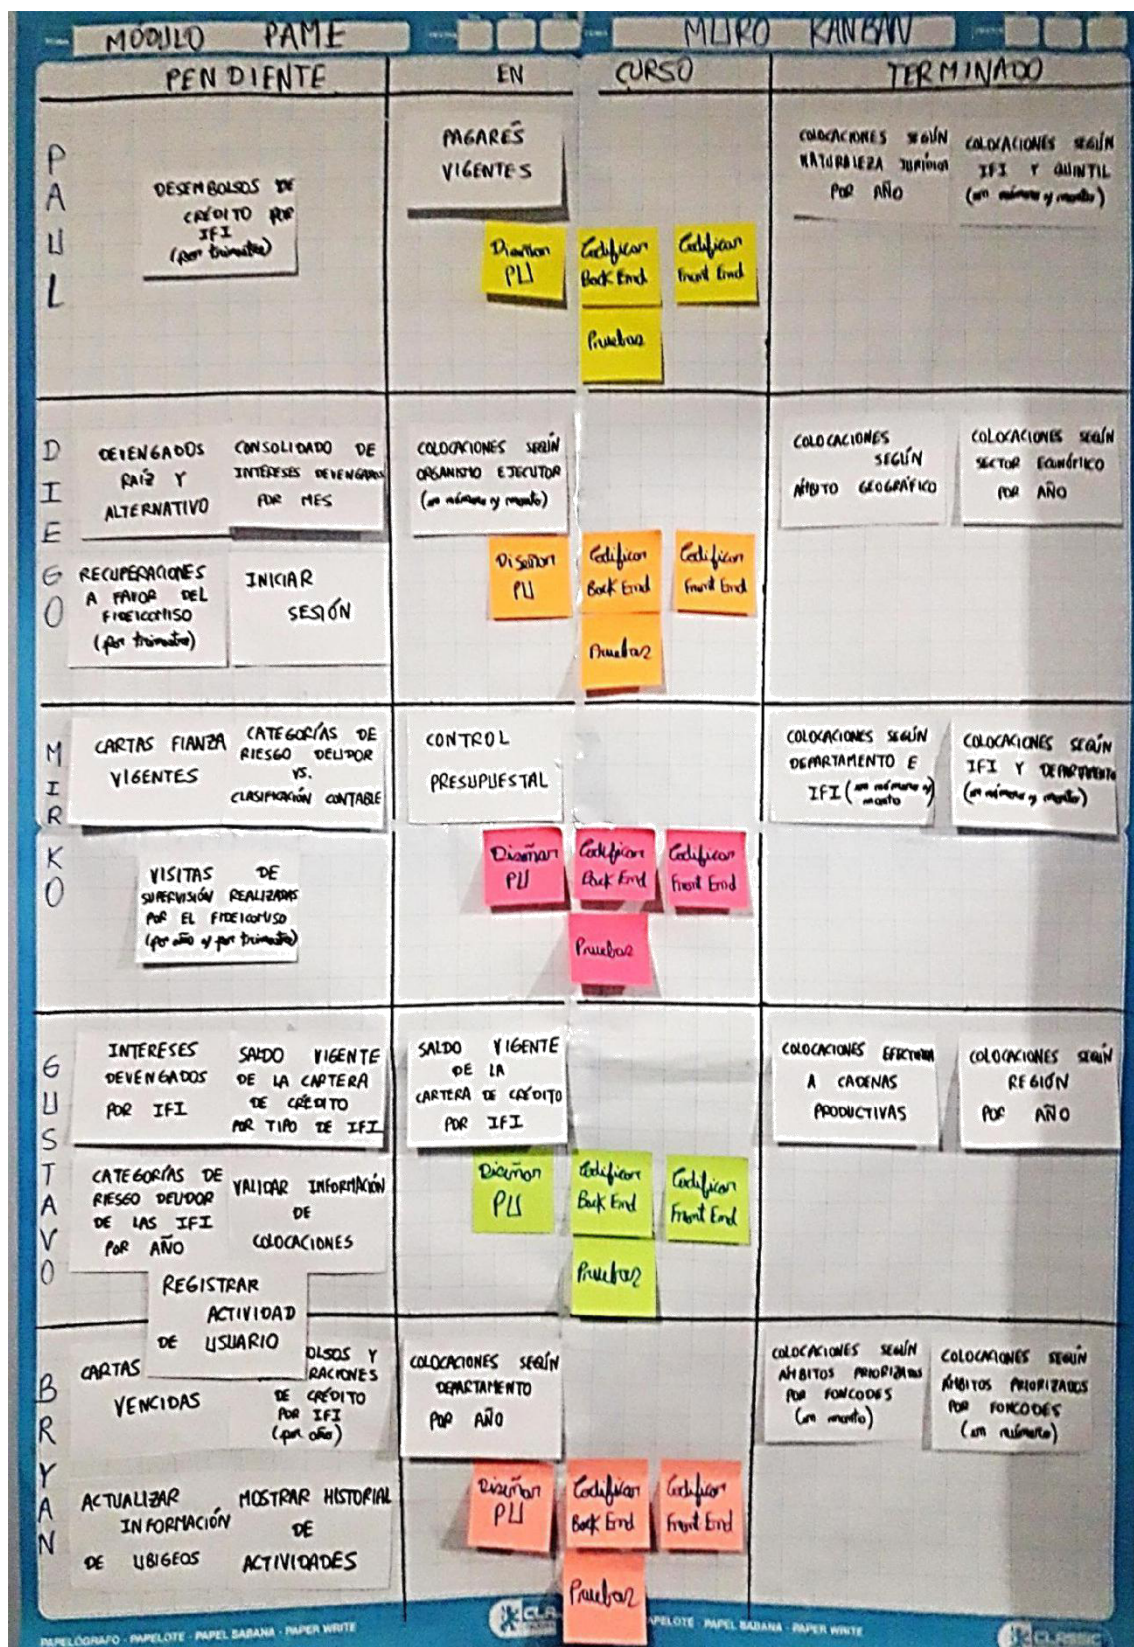 MÓDULO PAME
MURO KANBAN
PENDIENTE
EN CURSO
TERMINADO
PAUL
DESEMBOLSOS DE
CRÉDITO POR
IFI
(por trimestre)
PAGARÉS
VIGENTES
Diseñar
PU
Codificar
Back End
Codificar
Front End
Pruebas
COLOCACIONES SEGÚN
NATURALEZA JURÍDICA
POR AÑO
COLOCACIONES SEGÚN
IFI Y QUINTIL
(en número y monto)
DIEGO
DEVENGADOS
RAÍZ Y
ALTERNATIVO
CONSOLIDADO DE
INTERESES DEVENGADOS
POR MES
RECUPERACIONES
A FAVOR DEL
FIDEICOMISO
(por trimestre)
INICIAR
SESIÓN
COLOCACIONES SEGÚN
ORGANISMO EJECUTOR
(en número y monto)
Diseñar
PU
Codificar
Back End
Codificar
Front End
Pruebas
COLOCACIONES
SEGÚN
ÁMBITO GEOGRÁFICO
COLOCACIONES SEGÚN
SECTOR ECONÓMICO
POR AÑO
MIRKO
CARTAS FIANZA
VIGENTES
CATEGORÍAS DE
RIESGO DEUDOR
VS.
CLASIFICACIÓN CONTABLE
VISITAS DE
SUPERVISIÓN REALIZADAS
POR EL FIDEICOMISO
(por año y por trimestre)
CONTROL
PRESUPUESTAL
Diseñar
PU
Codificar
Back End
Codificar
Front End
Pruebas
COLOCACIONES SEGÚN
DEPARTAMENTO E
IFI (en número y
monto)
COLOCACIONES SEGÚN
IFI Y DEPARTAMENTO
(en número y monto)
GUSTAVO
INTERESES
DEVENGADOS
POR IFI
SALDO VIGENTE
DE LA CARTERA
DE CRÉDITO
POR TIPO DE IFI
CATEGORÍAS DE
RIESGO DEUDOR
DE LAS IFI
POR AÑO
VALIDAR INFORMACIÓN
DE
COLOCACIONES
REGISTRAR
ACTIVIDAD
DE USUARIO
SALDO VIGENTE
DE LA
CARTERA DE CRÉDITO
POR IFI
Diseñar
PU
Codificar
Back End
Codificar
Front End
Pruebas
COLOCACIONES EFECTUADA
A CADENAS
PRODUCTIVAS
COLOCACIONES SEGÚN
REGIÓN
POR AÑO
BRYAN
CARTAS
VENCIDAS
OLSOS Y
RACIONES
DE CRÉDITO
POR IFI
(por año)
ACTUALIZAR
INFORMACIÓN
DE UBIGEOS
MOSTRAR HISTORIAL
DE
ACTIVIDADES
COLOCACIONES SEGÚN
DEPARTAMENTO
POR AÑO
Diseñar
PU
Codificar
Back End
Codificar
Front End
Pruebas
COLOCACIONES SEGÚN
ÁMBITOS PRIORIZADOS
POR FONCODES
(en monto)
COLOCACIONES SEGÚN
ÁMBITOS PRIORIZADOS
POR FONCODES
(en número)
PAPELÓGRAFO - PAPELOTE - PAPEL SABANA - PAPER WRITE
CLA
PAPELOTE - PAPEL SABANA - PAPER WRITE
CLASSIC